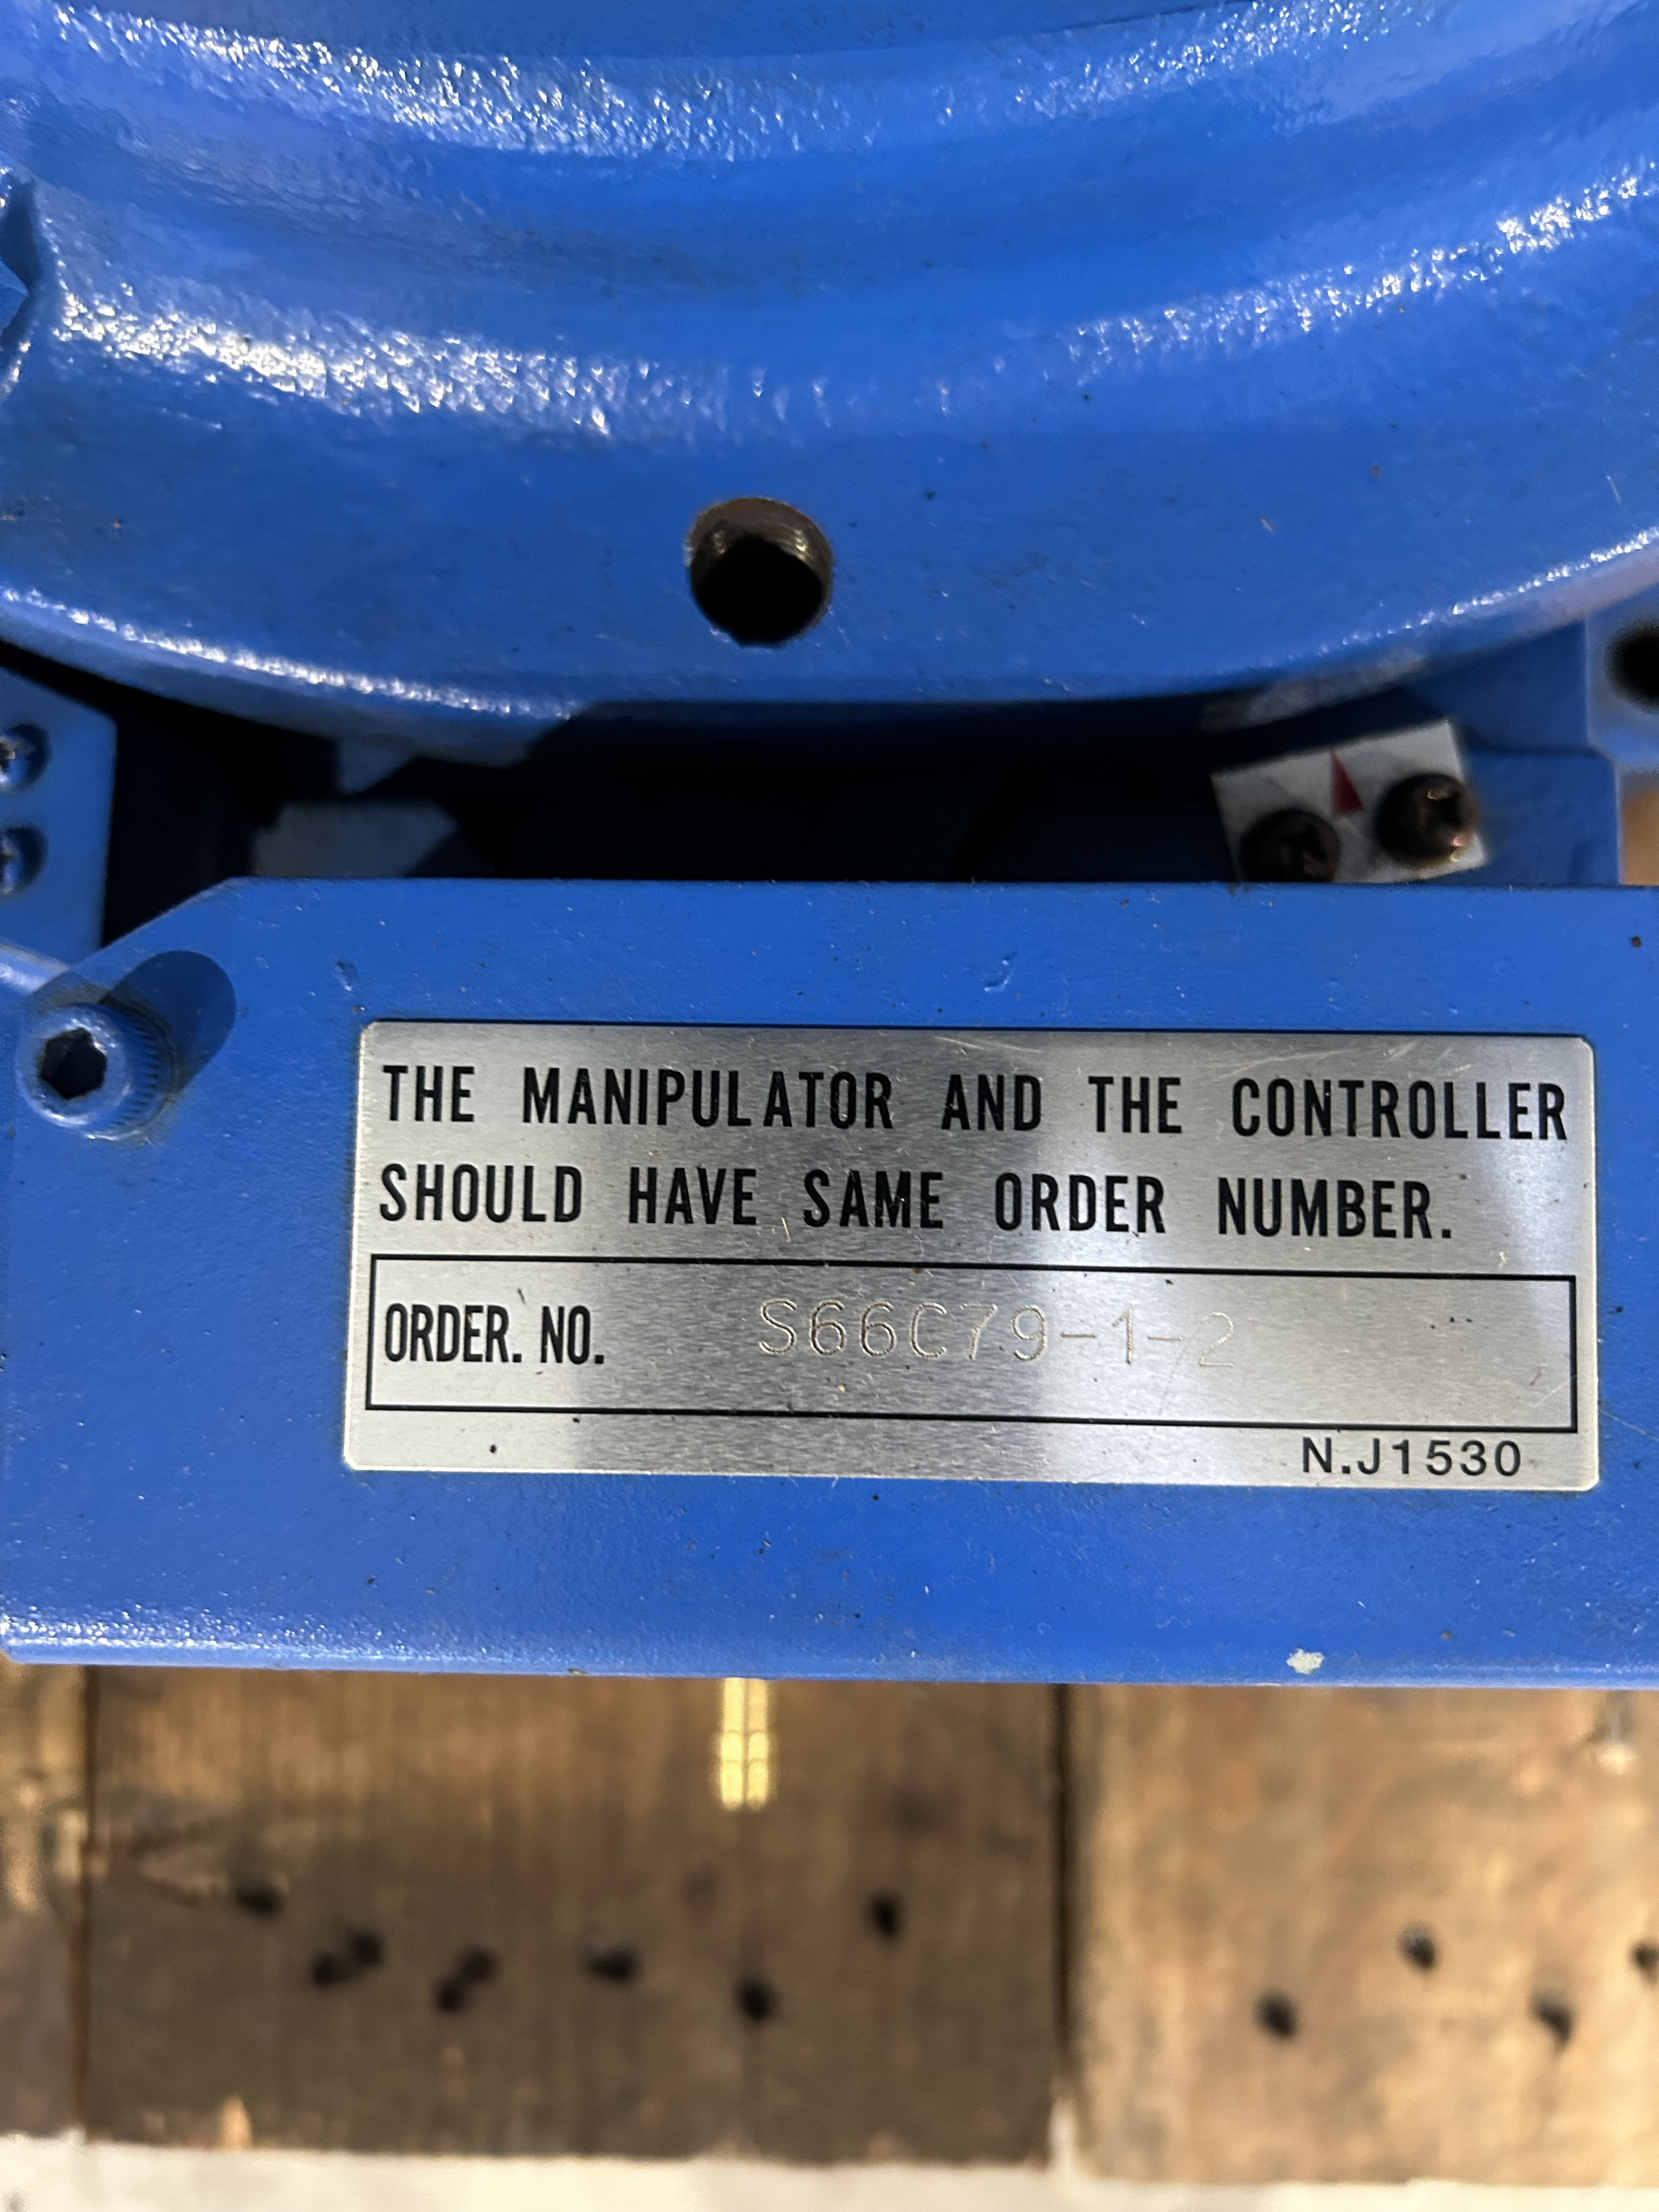 THE MANIPULATOR AND THE CONTROLLER
SHOULD HAVE SAME ORDER NUMBER.
ORDER. NO. S66C79-1-2
N.J1530